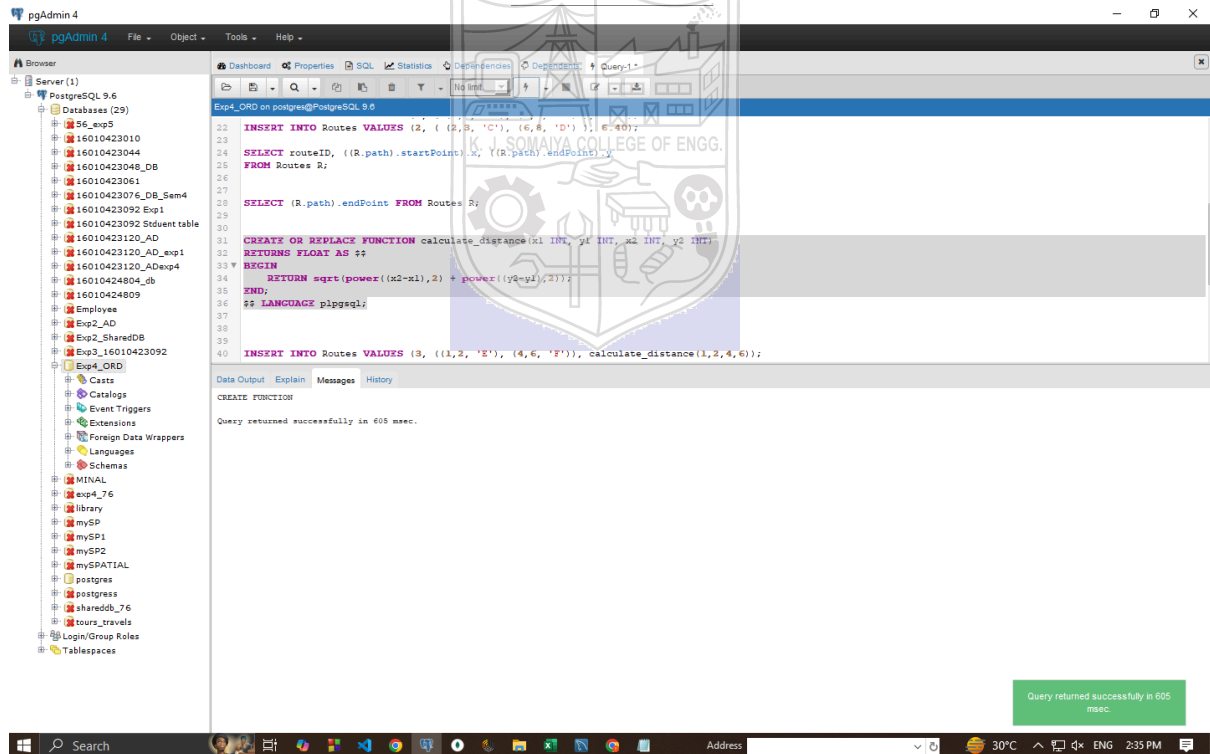 pgAdmin 4
pgAdmin 4 File Object Tools Help
Browser
Dashboard Properties SQL Statistics Dependencies Dependents Query-1 *
No limit
Exp4_ORD on postgres@PostgreSQL 9.6
Server (1)
PostgreSQL 9.6
Databases (29)
56_exp5
16010423010
16010423044
16010423048_DB
16010423061
16010423076_DB_Sem4
16010423092 Exp1
16010423092 Stduent table
16010423120_AD
16010423120_AD_exp1
16010423120_ADexp4
16010424804_db
16010424809
Employee
Exp2_AD
Exp2_SharedDB
Exp3_16010423092
Exp4_ORD
Casts
Catalogs
Event Triggers
Extensions
Foreign Data Wrappers
Languages
Schemas
MINAL
exp4_76
library
mySP
mySP1
mySP2
mySPATIAL
postgres
postgress
shareddb_76
tours_travels
Login/Group Roles
Tablespaces
22 INSERT INTO Routes VALUES (2, ( (2,3, 'C'), (6,8, 'D') ), 6.40);
23
K. J. SOMAIYA COLLEGE OF ENGG.
24 SELECT routeID, ((R.path).startPoint).x, ((R.path).endPoint).y
25 FROM Routes R;
26
27
28 SELECT (R.path).endPoint FROM Routes R;
29
30
31 CREATE OR REPLACE FUNCTION calculate_distance(x1 INT, y1 INT, x2 INT, y2 INT)
32 RETURNS FLOAT AS $$
33 BEGIN
34 RETURN sqrt(power((x2-x1),2) + power((y2-y1),2));
35 END;
36 $$ LANGUAGE plpgsql;
37
38
39
40 INSERT INTO Routes VALUES (3, ((1,2, 'E'), (4,6, 'F')), calculate_distance(1,2,4,6));
Data Output Explain Messages History
CREATE FUNCTION
Query returned successfully in 605 msec.
Query returned successfully in 605
msec.
Search
Address
30°C ENG 2:35 PM